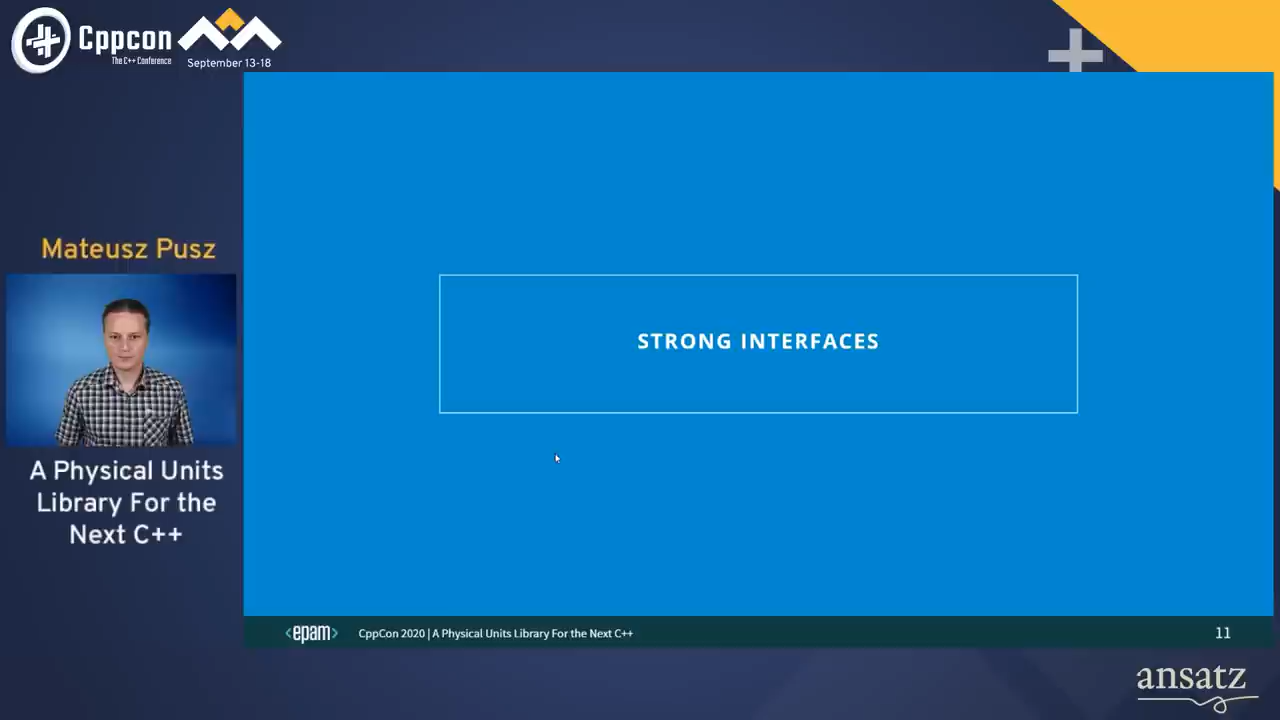 Cppcon
The C++ Conference
September 13-18
Mateusz Pusz
A Physical Units
Library For the
Next C++
STRONG INTERFACES
<epam>
CppCon 2020 | A Physical Units Library For the Next C++
11
ansatz